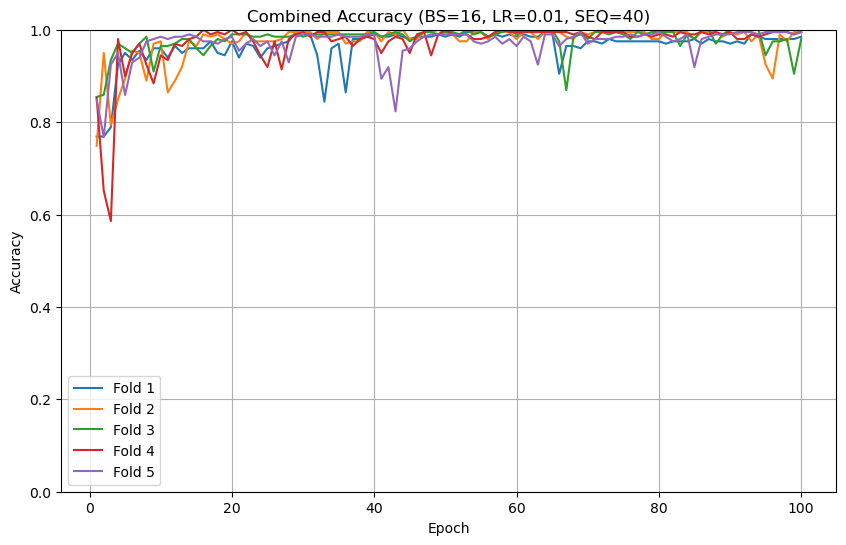 Combined Accuracy (BS=16, LR=0.01, SEQ=40)
1.0
0.8
0.6
0.4
0.2
0.0
Accuracy
Fold 1
Fold 2
Fold 3
Fold 4
Fold 5
0 20 40 60 80 100
Epoch